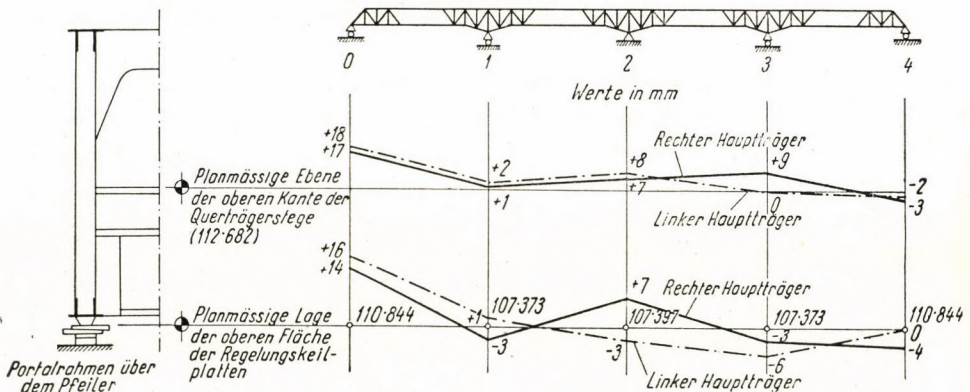 0 1 2 3 4
Werte in mm
+18
+17
+2
+1
+8
+7
Rechter Hauptträger
+9
0
Linker Hauptträger
-2
-3
Planmässige Ebene
der oberen Kante der
Querträgerstege
(112·682)
+16
+14
110·844
+1
107·373
-3
+7
107·397
-3
Rechter Hauptträger
107·373
-3
-6
Linker Hauptträger
110·844
0
-4
Planmässige Lage
der oberen Fläche
der Regelungskeil-
platten
Portalrahmen über
dem Pfeiler